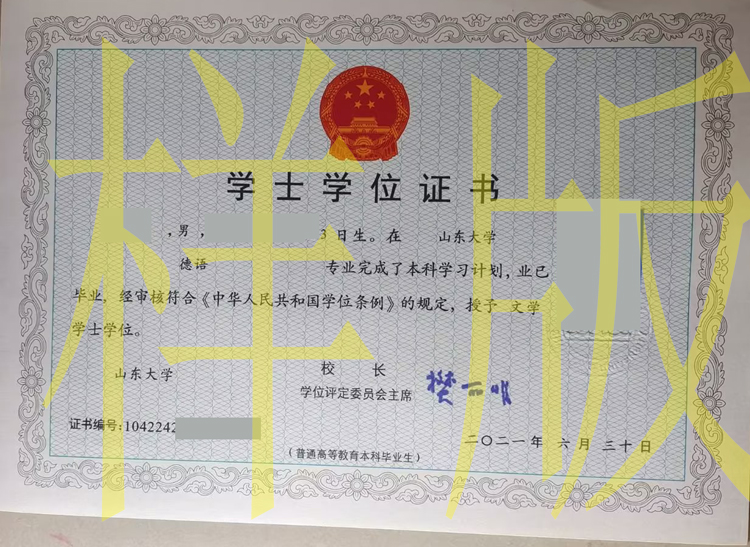 学士学位证书
，男，3日生。在 山东大学
德语 专业完成了本科学习计划，业已
毕业，经审核符合《中华人民共和国学位条例》的规定，授予 文学
学士学位。
山东大学
校长
学位评定委员会主席 樊丽明
证书编号：1042242
二〇二一年 六月 三十日
（普通高等教育本科毕业生）
样版